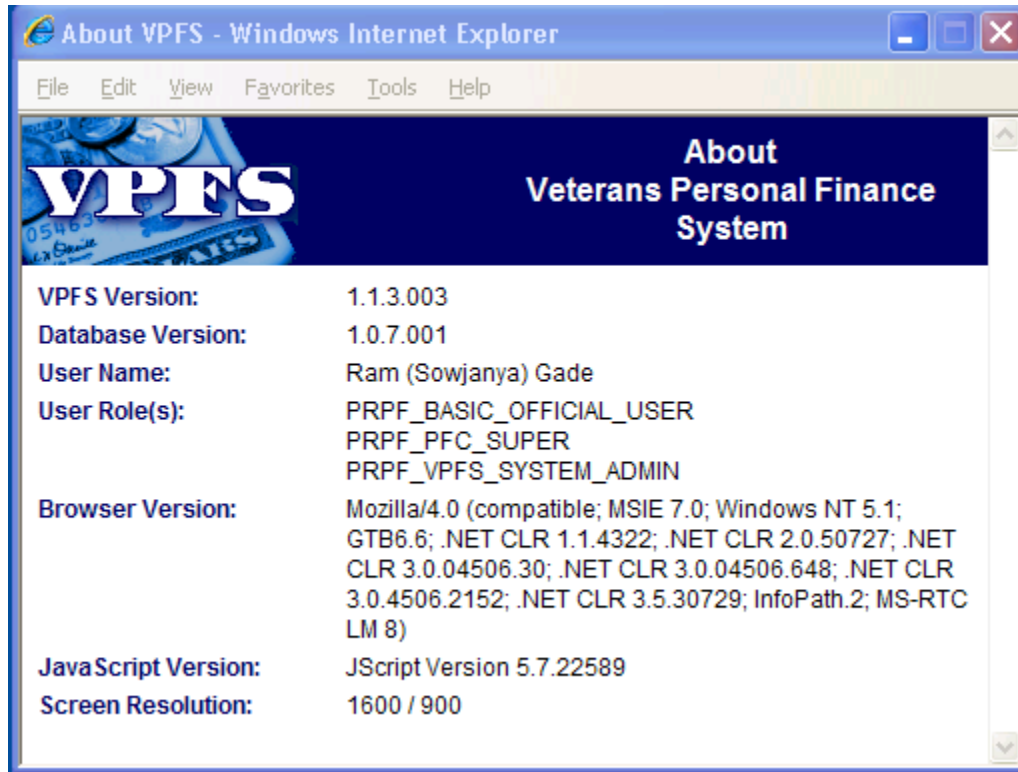 About VPFS - Windows Internet Explorer
File Edit View Favorites Tools Help
VPFS
About
Veterans Personal Finance
System
VPFS Version: 1.1.3.003
Database Version: 1.0.7.001
User Name: Ram (Sowjanya) Gade
User Role(s): PRPF_BASIC_OFFICIAL_USER
PRPF_PFC_SUPER
PRPF_VPFS_SYSTEM_ADMIN
Browser Version: Mozilla/4.0 (compatible; MSIE 7.0; Windows NT 5.1;
GTB6.6; .NET CLR 1.1.4322; .NET CLR 2.0.50727; .NET
CLR 3.0.04506.30; .NET CLR 3.0.04506.648; .NET CLR
3.0.4506.2152; .NET CLR 3.5.30729; InfoPath.2; MS-RTC
LM 8)
JavaScript Version: JScript Version 5.7.22589
Screen Resolution: 1600 / 900